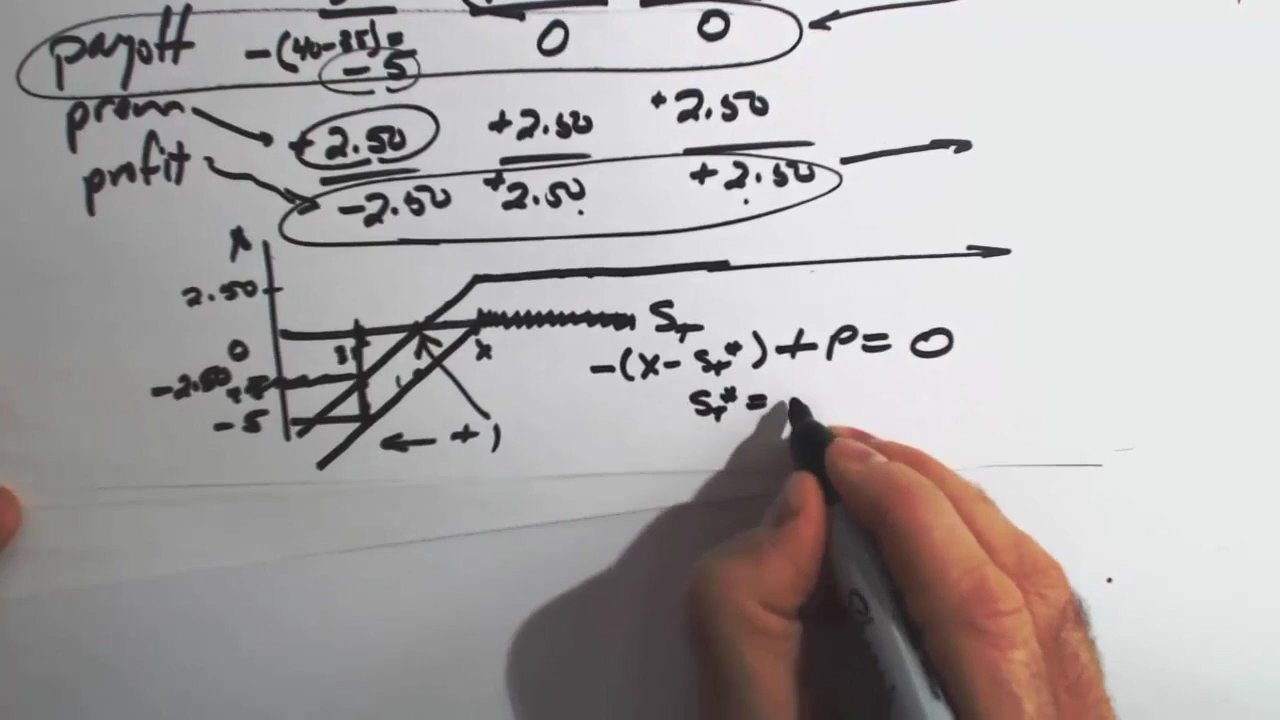 payoff -(40-35)= 0 0
-5
prem +2.50 +2.50 +2.50
profit -2.50 +2.50 +2.50
2.50
0
-2.50
-5
x
S_T
-(x-S_T*)+P=0
S_T*=